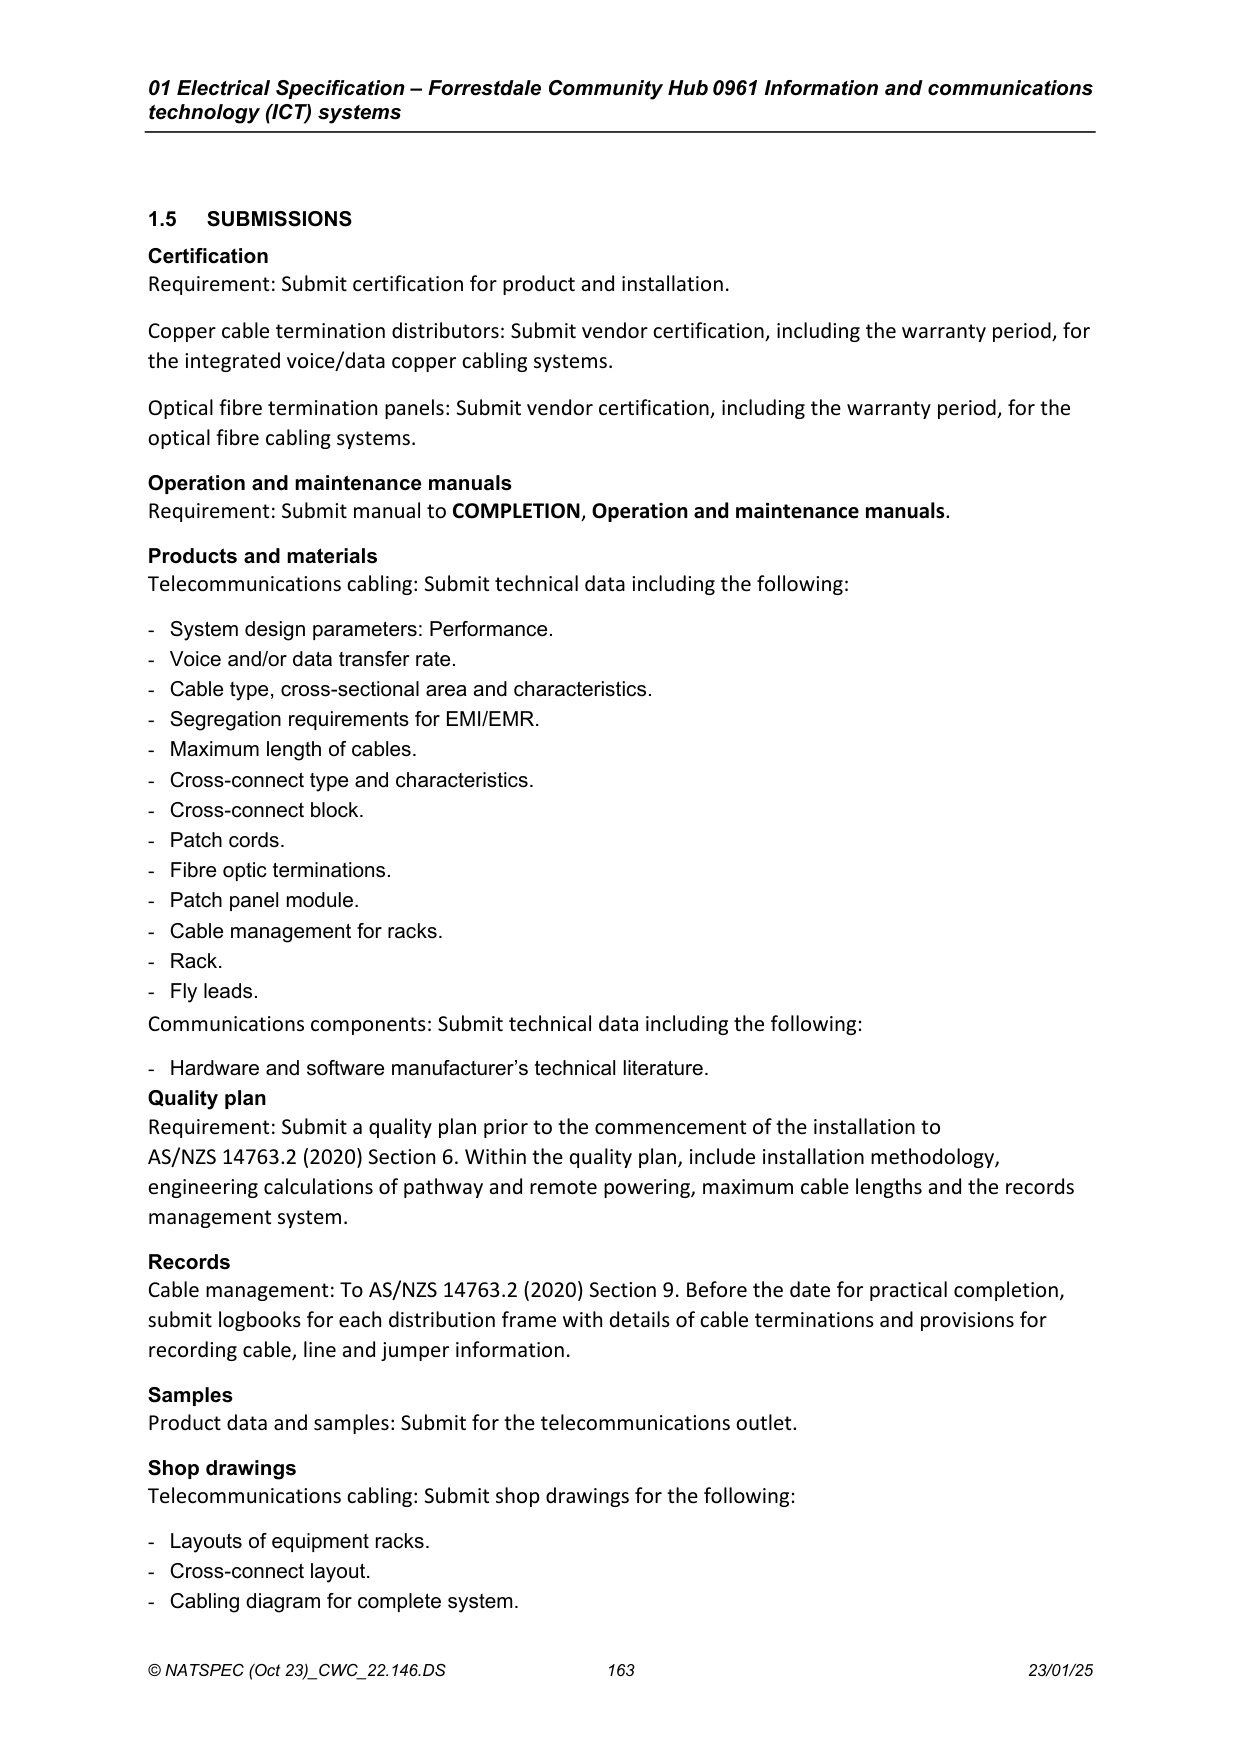 01 Electrical Specification – Forrestdale Community Hub 0961 Information and communications
technology (ICT) systems
1.5 SUBMISSIONS
Certification
Requirement: Submit certification for product and installation.
Copper cable termination distributors: Submit vendor certification, including the warranty period, for
the integrated voice/data copper cabling systems.
Optical fibre termination panels: Submit vendor certification, including the warranty period, for the
optical fibre cabling systems.
Operation and maintenance manuals
Requirement: Submit manual to COMPLETION, Operation and maintenance manuals.
Products and materials
Telecommunications cabling: Submit technical data including the following:
- System design parameters: Performance.
- Voice and/or data transfer rate.
- Cable type, cross-sectional area and characteristics.
- Segregation requirements for EMI/EMR.
- Maximum length of cables.
- Cross-connect type and characteristics.
- Cross-connect block.
- Patch cords.
- Fibre optic terminations.
- Patch panel module.
- Cable management for racks.
- Rack.
- Fly leads.
Communications components: Submit technical data including the following:
- Hardware and software manufacturer’s technical literature.
Quality plan
Requirement: Submit a quality plan prior to the commencement of the installation to
AS/NZS 14763.2 (2020) Section 6. Within the quality plan, include installation methodology,
engineering calculations of pathway and remote powering, maximum cable lengths and the records
management system.
Records
Cable management: To AS/NZS 14763.2 (2020) Section 9. Before the date for practical completion,
submit logbooks for each distribution frame with details of cable terminations and provisions for
recording cable, line and jumper information.
Samples
Product data and samples: Submit for the telecommunications outlet.
Shop drawings
Telecommunications cabling: Submit shop drawings for the following:
- Layouts of equipment racks.
- Cross-connect layout.
- Cabling diagram for complete system.
© NATSPEC (Oct 23)_CWC_22.146.DS 163 23/01/25